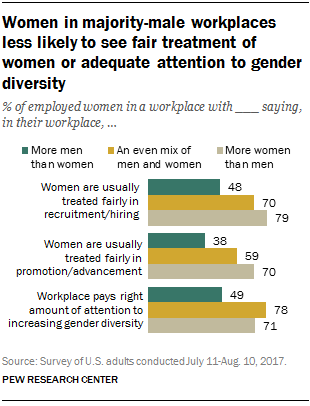 Women in majority-male workplaces
less likely to see fair treatment of
women or adequate attention to gender
diversity
% of employed women in a workplace with ____ saying,
in their workplace, ...
More men
than women
An even mix of
men and women
More women
than men
Women are usually
treated fairly in
recruitment/hiring
48
70
79
Women are usually
treated fairly in
promotion/advancement
38
59
70
Workplace pays right
amount of attention to
increasing gender diversity
49
78
71
Source: Survey of U.S. adults conducted July 11-Aug. 10, 2017.
PEW RESEARCH CENTER